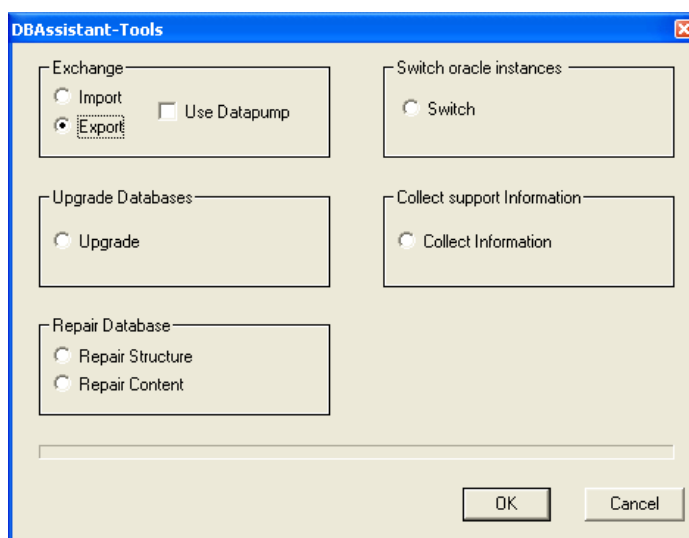 DBAssistant-Tools
Exchange
Import
Export
Use Datapump
Switch oracle instances
Switch
Upgrade Databases
Upgrade
Collect support Information
Collect Information
Repair Database
Repair Structure
Repair Content
OK
Cancel